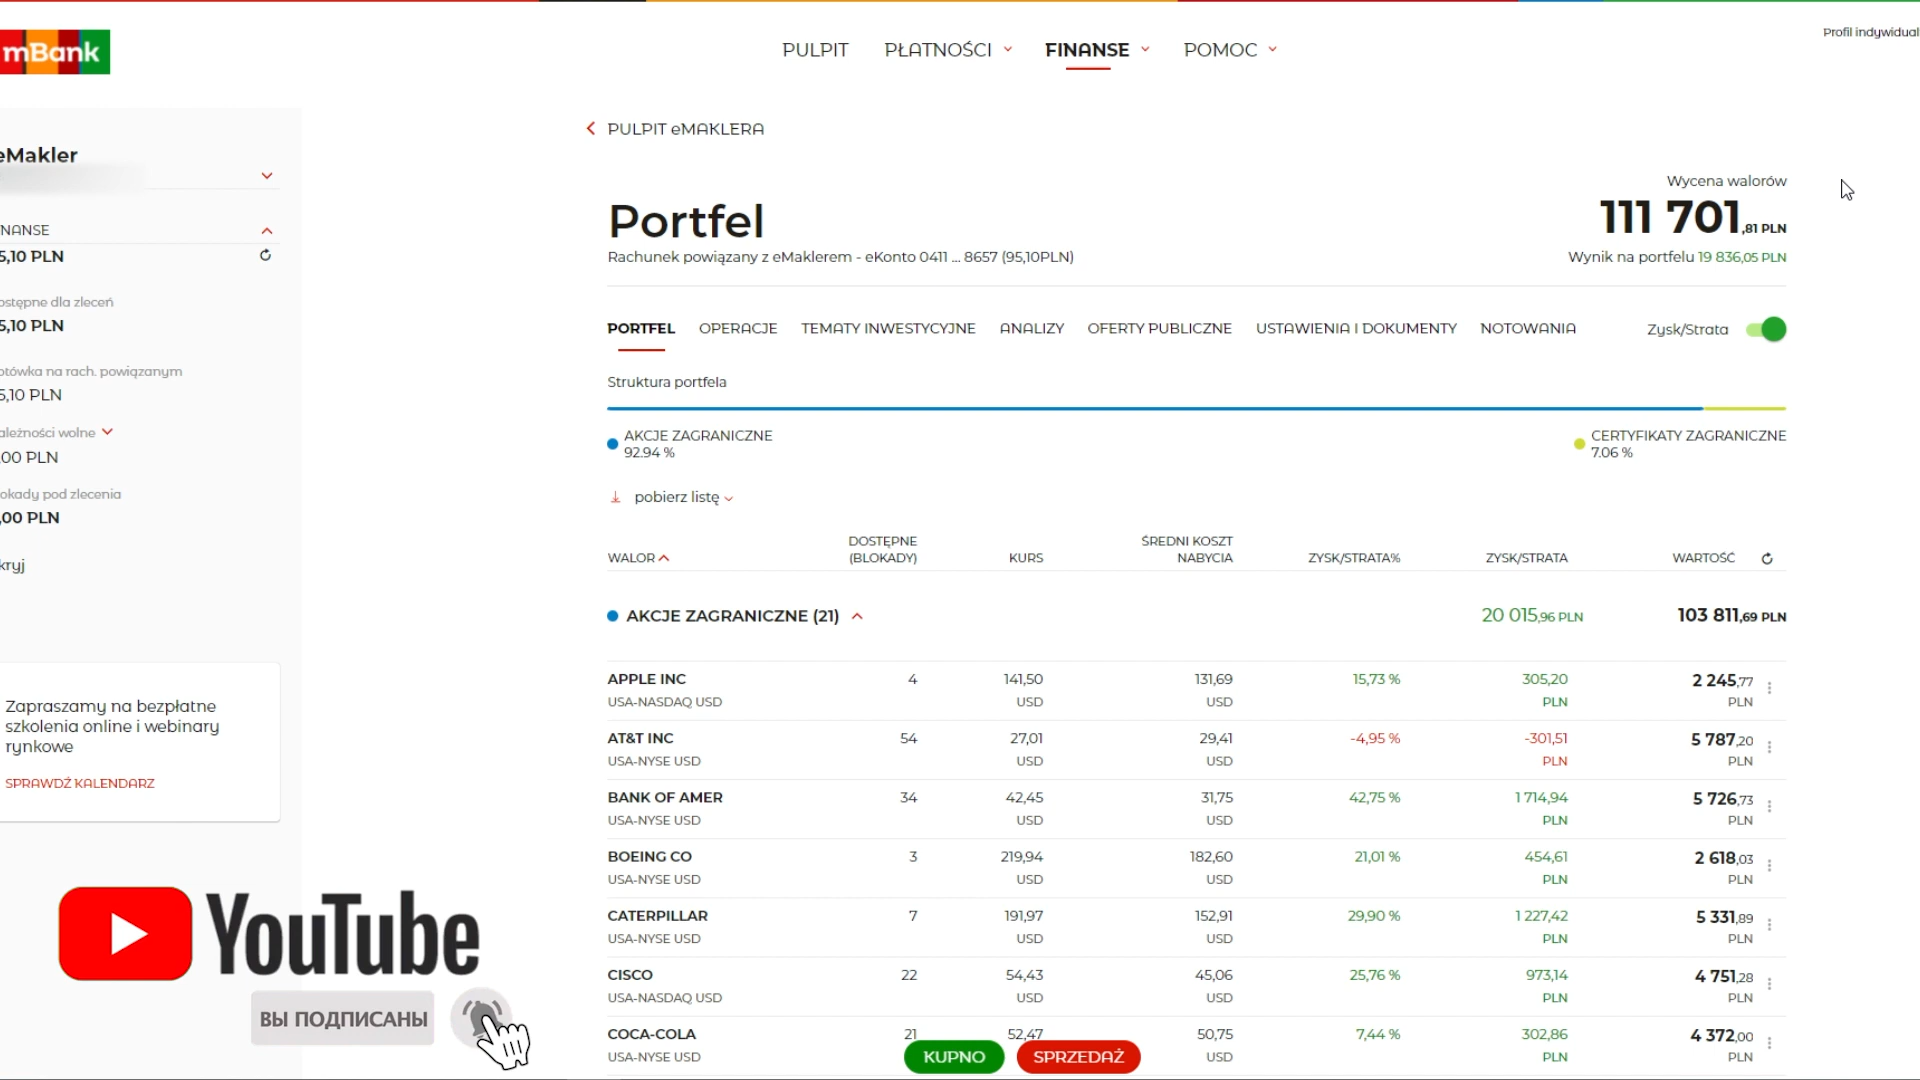 mBank
PULPIT PŁATNOŚCI FINANSE POMOC
Profil indywidual
eMakler
NANSE
5,10 PLN
ostępne dla zleceń
5,10 PLN
otówka na rach. powiązanym
5,10 PLN
ależności wolne
,00 PLN
okady pod zlecenia
,00 PLN
kryj
Zapraszamy na bezpłatne
szkolenia online i webinary
rynkowe
SPRAWDŹ KALENDARZ
YouTube
ВЫ ПОДПИСАНЫ
PULPIT eMAKLERA
Wycena walorów
Portfel 111 701,81 PLN
Rachunek powiązany z eMaklerem - eKonto 0411 ... 8657 (95,10PLN) Wynik na portfelu 19 836,05 PLN
PORTFEL OPERACJE TEMATY INWESTYCYJNE ANALIZY OFERTY PUBLICZNE USTAWIENIA I DOKUMENTY NOTOWANIA Zysk/Strata
Struktura portfela
AKCJE ZAGRANICZNE CERTYFIKATY ZAGRANICZNE
92.94 % 7.06 %
pobierz listę
DOSTĘPNE ŚREDNI KOSZT
WALOR (BLOKADY) KURS NABYCIA ZYSK/STRATA% ZYSK/STRATA WARTOŚĆ
AKCJE ZAGRANICZNE (21) 20 015,96 PLN 103 811,69 PLN
APPLE INC 4 141,50 131,69 15,73 % 305,20 2 245,77
USA-NASDAQ USD USD USD PLN PLN
AT&T INC 54 27,01 29,41 -4,95 % -301,51 5 787,20
USA-NYSE USD USD USD PLN PLN
BANK OF AMER 34 42,45 31,75 42,75 % 1 714,94 5 726,73
USA-NYSE USD USD USD PLN PLN
BOEING CO 3 219,94 182,60 21,01 % 454,61 2 618,03
USA-NYSE USD USD USD PLN PLN
CATERPILLAR 7 191,97 152,91 29,90 % 1 227,42 5 331,89
USA-NYSE USD USD USD PLN PLN
CISCO 22 54,43 45,06 25,76 % 973,14 4 751,28
USA-NASDAQ USD USD USD PLN PLN
COCA-COLA 21 52,47 50,75 7,44 % 302,86 4 372,00
USA-NYSE USD USD PLN PLN
KUPNO SPRZEDAŻ